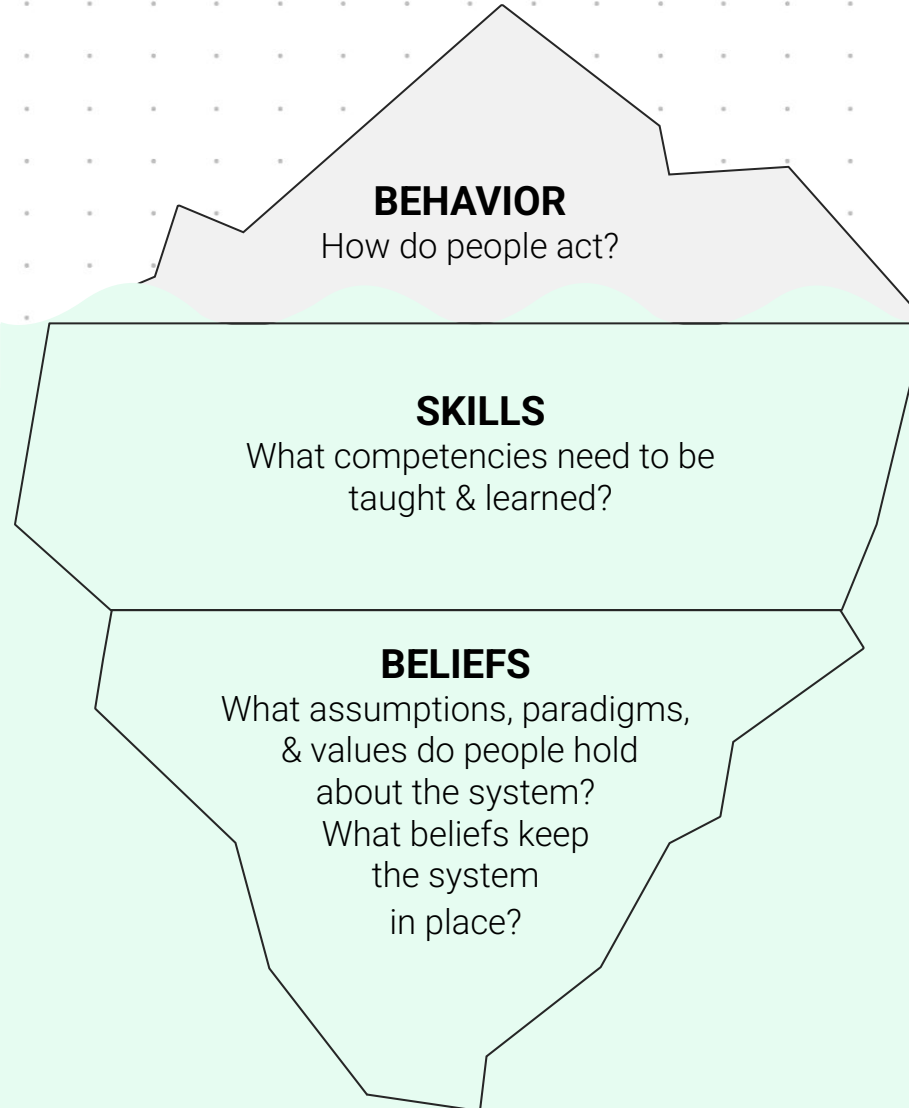 BEHAVIOR
How do people act?
SKILLS
What competencies need to be
taught & learned?
BELIEFS
What assumptions, paradigms,
& values do people hold
about the system?
What beliefs keep
the system
in place?